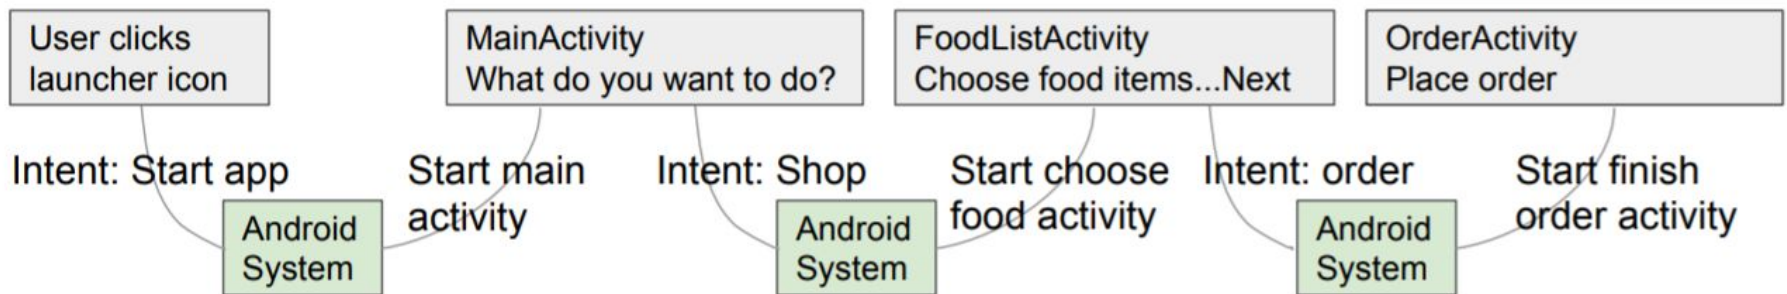 User clicks
launcher icon
MainActivity
What do you want to do?
FoodListActivity
Choose food items...Next
OrderActivity
Place order
Intent: Start app
Start main
activity
Intent: Shop
Start choose
food activity
Intent: order
Start finish
order activity
Android
System
Android
System
Android
System